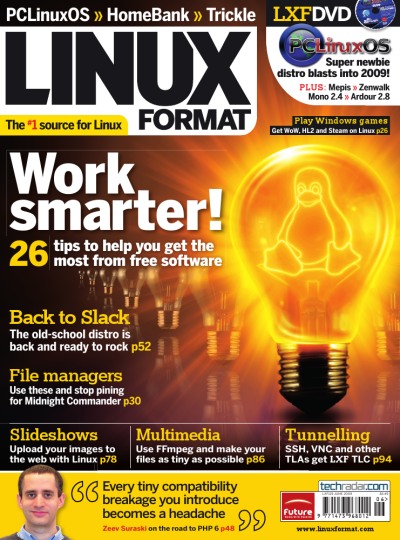 PCLinuxOS » HomeBank » Trickle
LXFDVD
LINUX
FORMAT
The #1 source for Linux
PCLinuxOS
Super newbie
distro blasts into 2009!
PLUS: Mepis » Zenwalk
Mono 2.4 » Ardour 2.8
Play Windows games
Get WoW, HL2 and Steam on Linux p26
Work
smarter!
26 tips to help you get the
most from free software
Back to Slack
The old-school distro is
back and ready to rock p52
File managers
Use these and stop pining
for Midnight Commander p30
Slideshows
Upload your images to
the web with Linux p78
Multimedia
Use FFmpeg and make your
files as tiny as possible p86
Tunnelling
SSH, VNC and other
TLAs get LXF TLC p94
Every tiny compatibility
breakage you introduce
becomes a headache
Zeev Suraski on the road to PHP 6 p48
Future
techradar.com
06
9 771475 968012
www.linuxformat.com